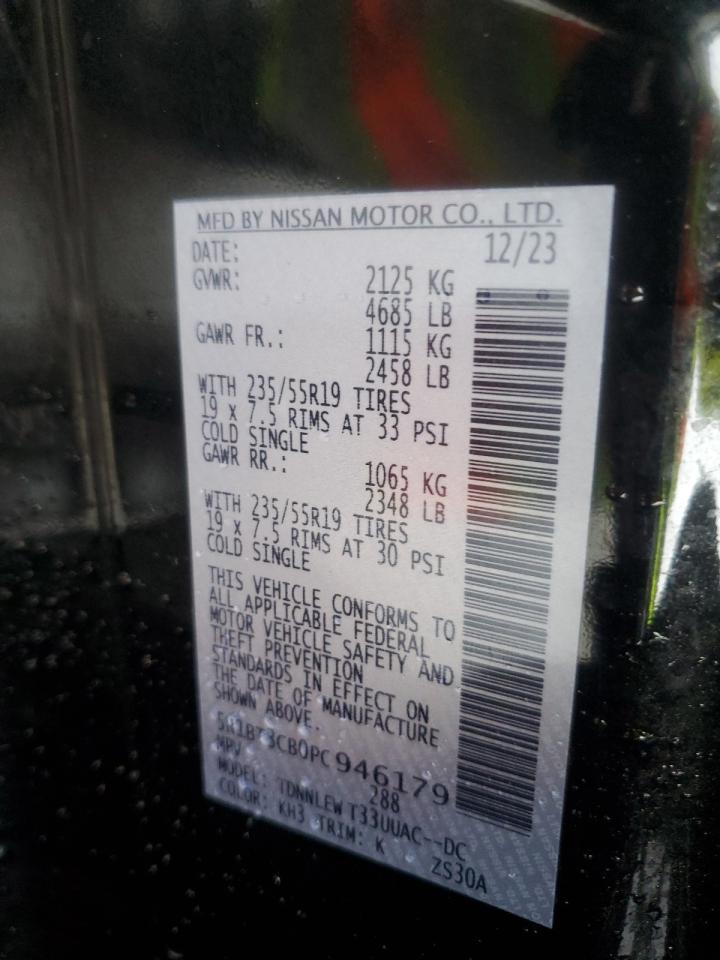 MFD BY NISSAN MOTOR CO., LTD.
DATE: 12/23
GVWR: 2125 KG
4685 LB
GAWR FR.: 1115 KG
2458 LB
WITH 235/55R19 TIRES
19 x 7.5 RIMS AT 33 PSI
COLD SINGLE
GAWR RR.: 1065 KG
2348 LB
WITH 235/55R19 TIRES
19 x 7.5 RIMS AT 30 PSI
COLD SINGLE
THIS VEHICLE CONFORMS TO
ALL APPLICABLE FEDERAL
MOTOR VEHICLE SAFETY AND
THEFT PREVENTION
STANDARDS IN EFFECT ON
THE DATE OF MANUFACTURE
SHOWN ABOVE.
5N1BT3CB0PC946179
MPV 288
MODEL: TDNNLEW T33UUAC--DC
COLOR: KH3 TRIM: K ZS30A